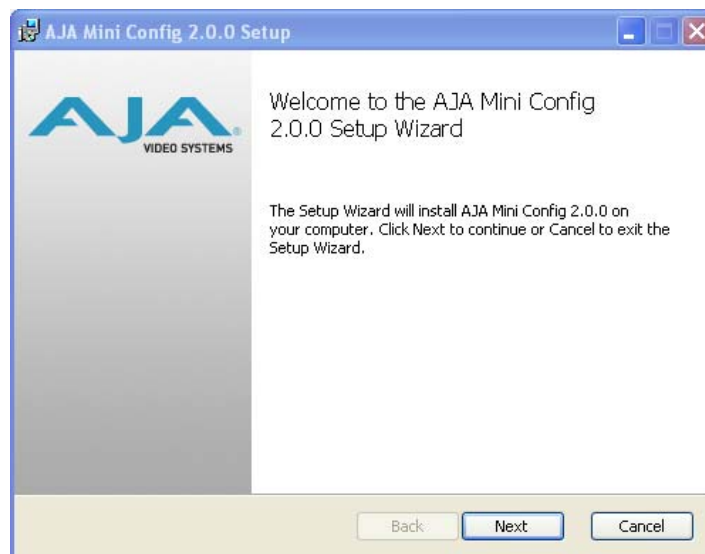 AJA Mini Config 2.0.0 Setup
AJA
VIDEO SYSTEMS
Welcome to the AJA Mini Config
2.0.0 Setup Wizard
The Setup Wizard will install AJA Mini Config 2.0.0 on
your computer. Click Next to continue or Cancel to exit the
Setup Wizard.
Back
Next
Cancel